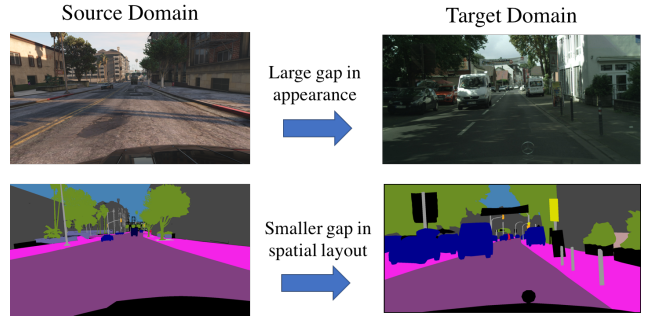 Source Domain
Target Domain
Large gap in
appearance
Smaller gap in
spatial layout